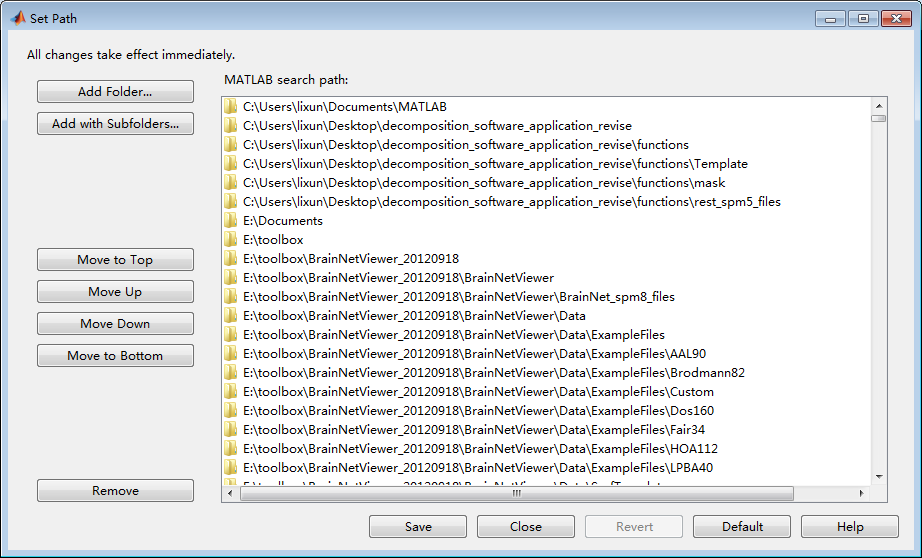 Set Path
All changes take effect immediately.
MATLAB search path:
Add Folder...
Add with Subfolders...
Move to Top
Move Up
Move Down
Move to Bottom
Remove
C:\Users\lixun\Documents\MATLAB
C:\Users\lixun\Desktop\decomposition_software_application_revise
C:\Users\lixun\Desktop\decomposition_software_application_revise\functions
C:\Users\lixun\Desktop\decomposition_software_application_revise\functions\Template
C:\Users\lixun\Desktop\decomposition_software_application_revise\functions\mask
C:\Users\lixun\Desktop\decomposition_software_application_revise\functions\rest_spm5_files
E:\Documents
E:\toolbox
E:\toolbox\BrainNetViewer_20120918
E:\toolbox\BrainNetViewer_20120918\BrainNetViewer
E:\toolbox\BrainNetViewer_20120918\BrainNetViewer\BrainNet_spm8_files
E:\toolbox\BrainNetViewer_20120918\BrainNetViewer\Data
E:\toolbox\BrainNetViewer_20120918\BrainNetViewer\Data\ExampleFiles
E:\toolbox\BrainNetViewer_20120918\BrainNetViewer\Data\ExampleFiles\AAL90
E:\toolbox\BrainNetViewer_20120918\BrainNetViewer\Data\ExampleFiles\Brodmann82
E:\toolbox\BrainNetViewer_20120918\BrainNetViewer\Data\ExampleFiles\Custom
E:\toolbox\BrainNetViewer_20120918\BrainNetViewer\Data\ExampleFiles\Dos160
E:\toolbox\BrainNetViewer_20120918\BrainNetViewer\Data\ExampleFiles\Fair34
E:\toolbox\BrainNetViewer_20120918\BrainNetViewer\Data\ExampleFiles\HOA112
E:\toolbox\BrainNetViewer_20120918\BrainNetViewer\Data\ExampleFiles\LPBA40
Save
Close
Revert
Default
Help